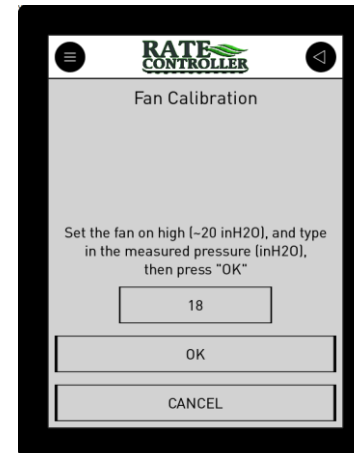 RATE
CONTROLLER
Fan Calibration
Set the fan on high (~20 inH2O), and type
in the measured pressure (inH2O),
then press "OK"
18
OK
CANCEL